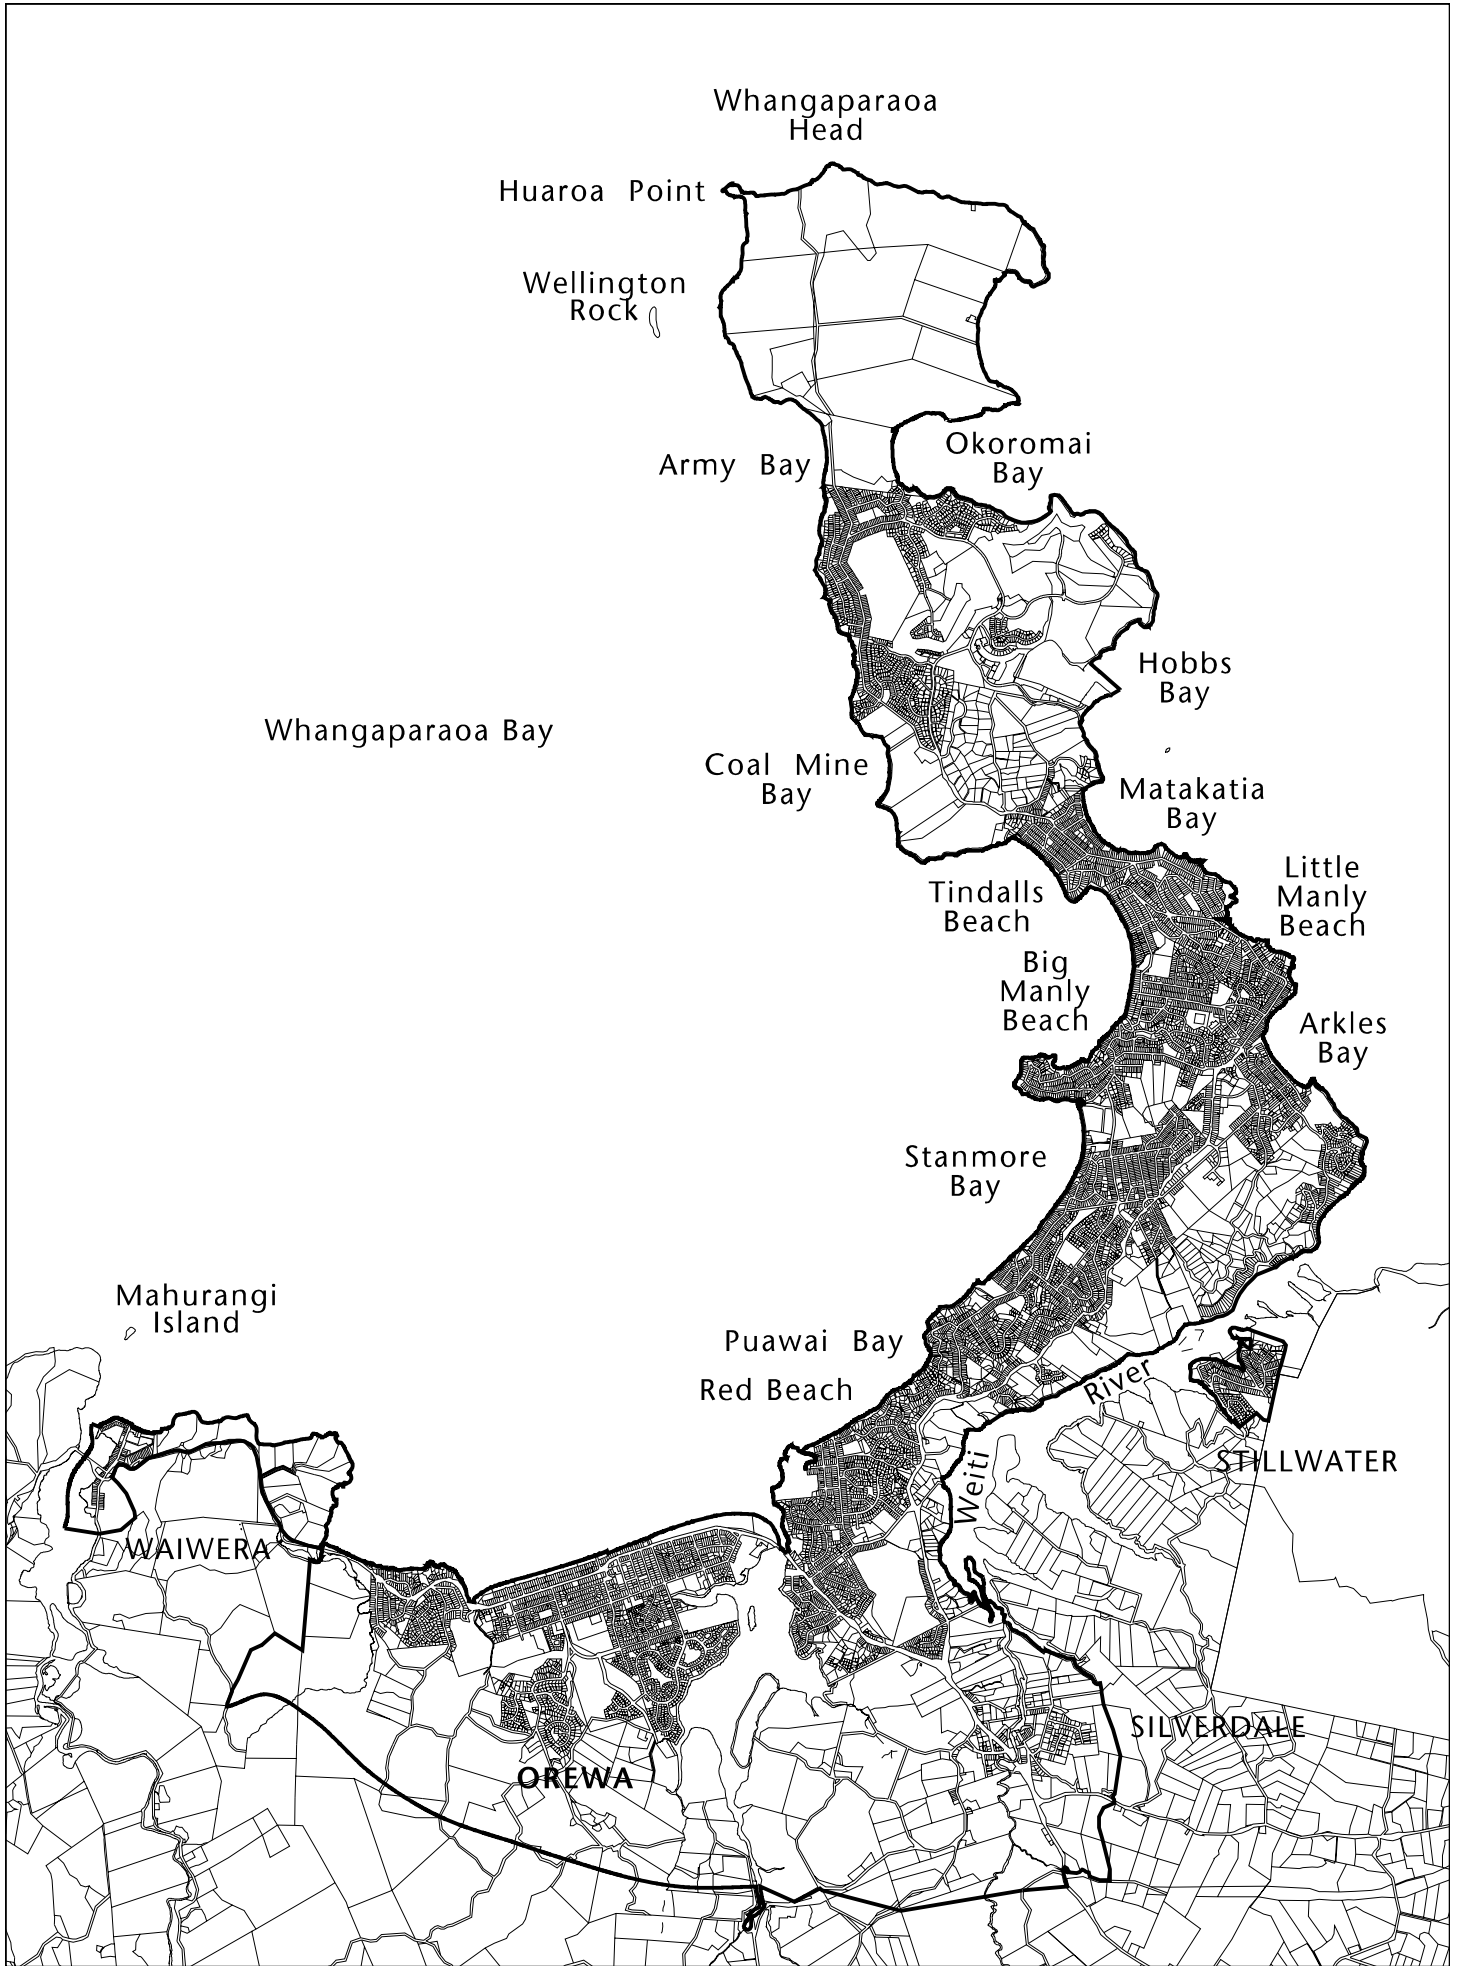 Whangaparaoa
Head
Huaroa Point
Wellington
Rock
Army Bay
Okoromai
Bay
Hobbs
Bay
Whangaparaoa Bay
Coal Mine
Bay
Matakatia
Bay
Little
Manly
Beach
Tindalls
Beach
Big
Manly
Beach
Arkles
Bay
Stanmore
Bay
Mahurangi
Island
Puawai Bay
Red Beach
Weiti River
STILLWATER
WAIWERA
SILVERDALE
OREWA